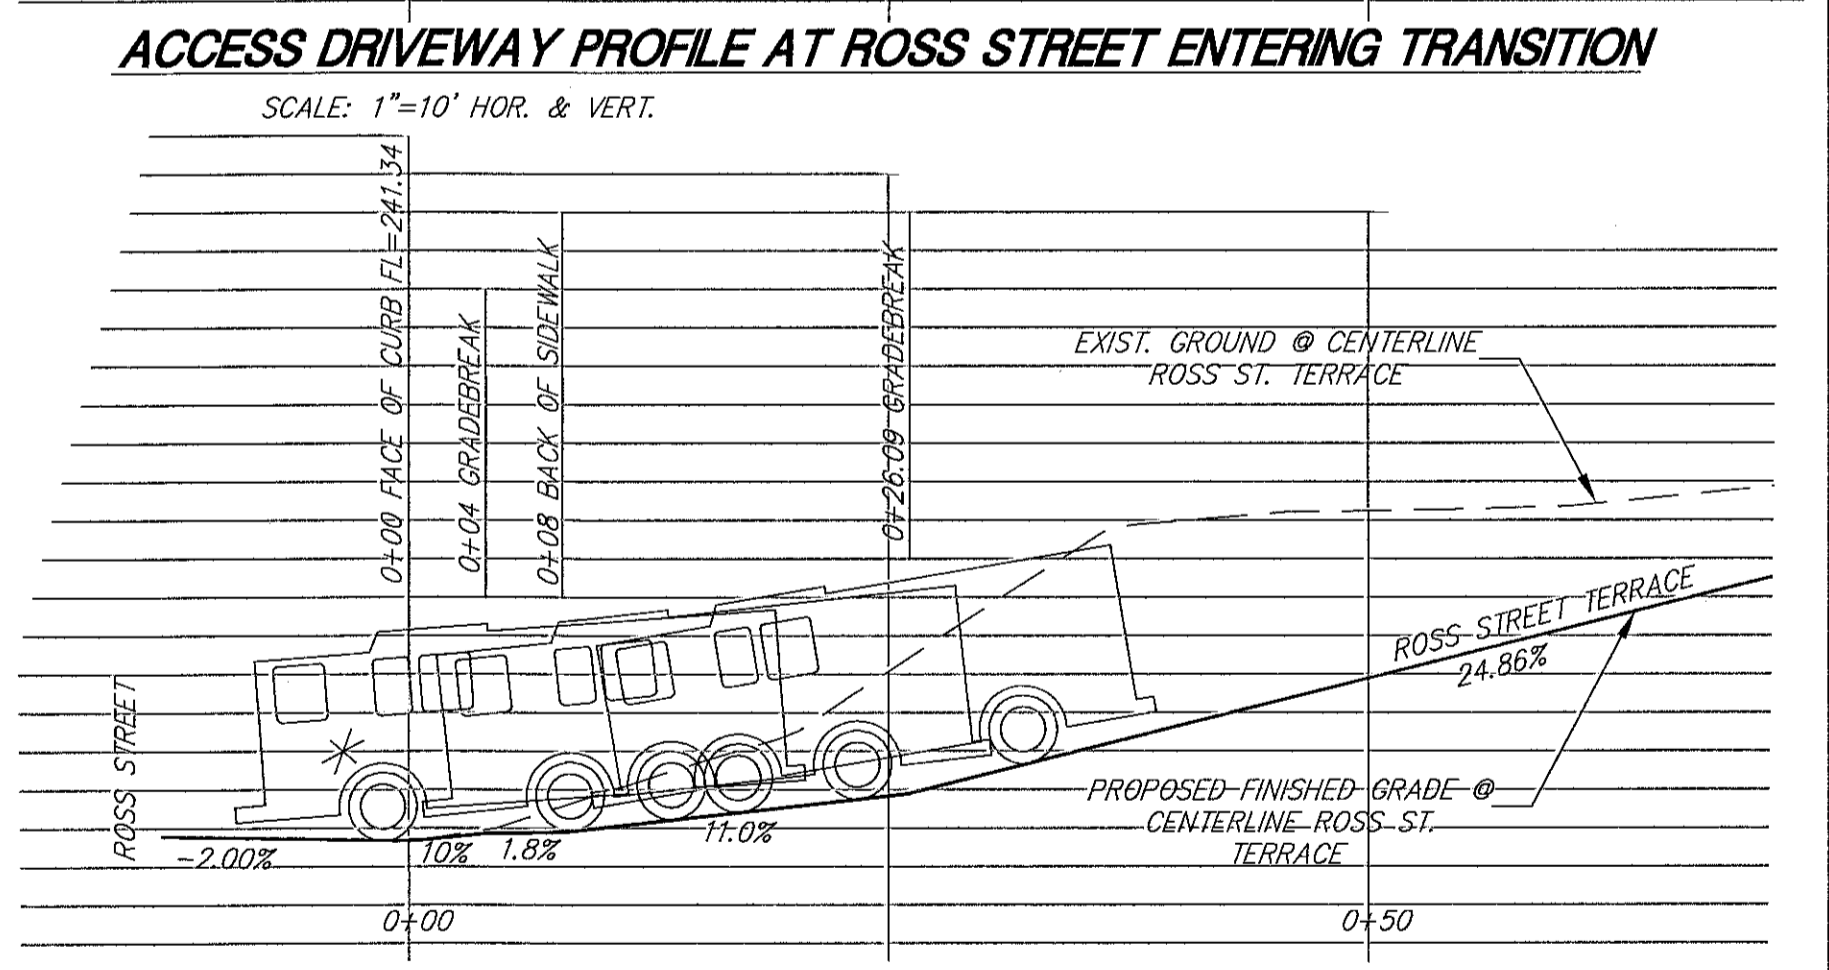 ACCESS DRIVEWAY PROFILE AT ROSS STREET ENTERING TRANSITION
SCALE: 1"=10' HOR. & VERT.
0+00 FACE OF CURB FL=241.34
0+04 GRADEBREAK
0+08 BACK OF SIDEWALK
0+26.09 GRADEBREAK
EXIST. GROUND @ CENTERLINE
ROSS ST. TERRACE
ROSS STREET TERRACE
24.86%
ROSS STREET
PROPOSED FINISHED GRADE @
CENTERLINE ROSS ST.
TERRACE
-2.00%
10%
1.8%
11.0%
0+00
0+50